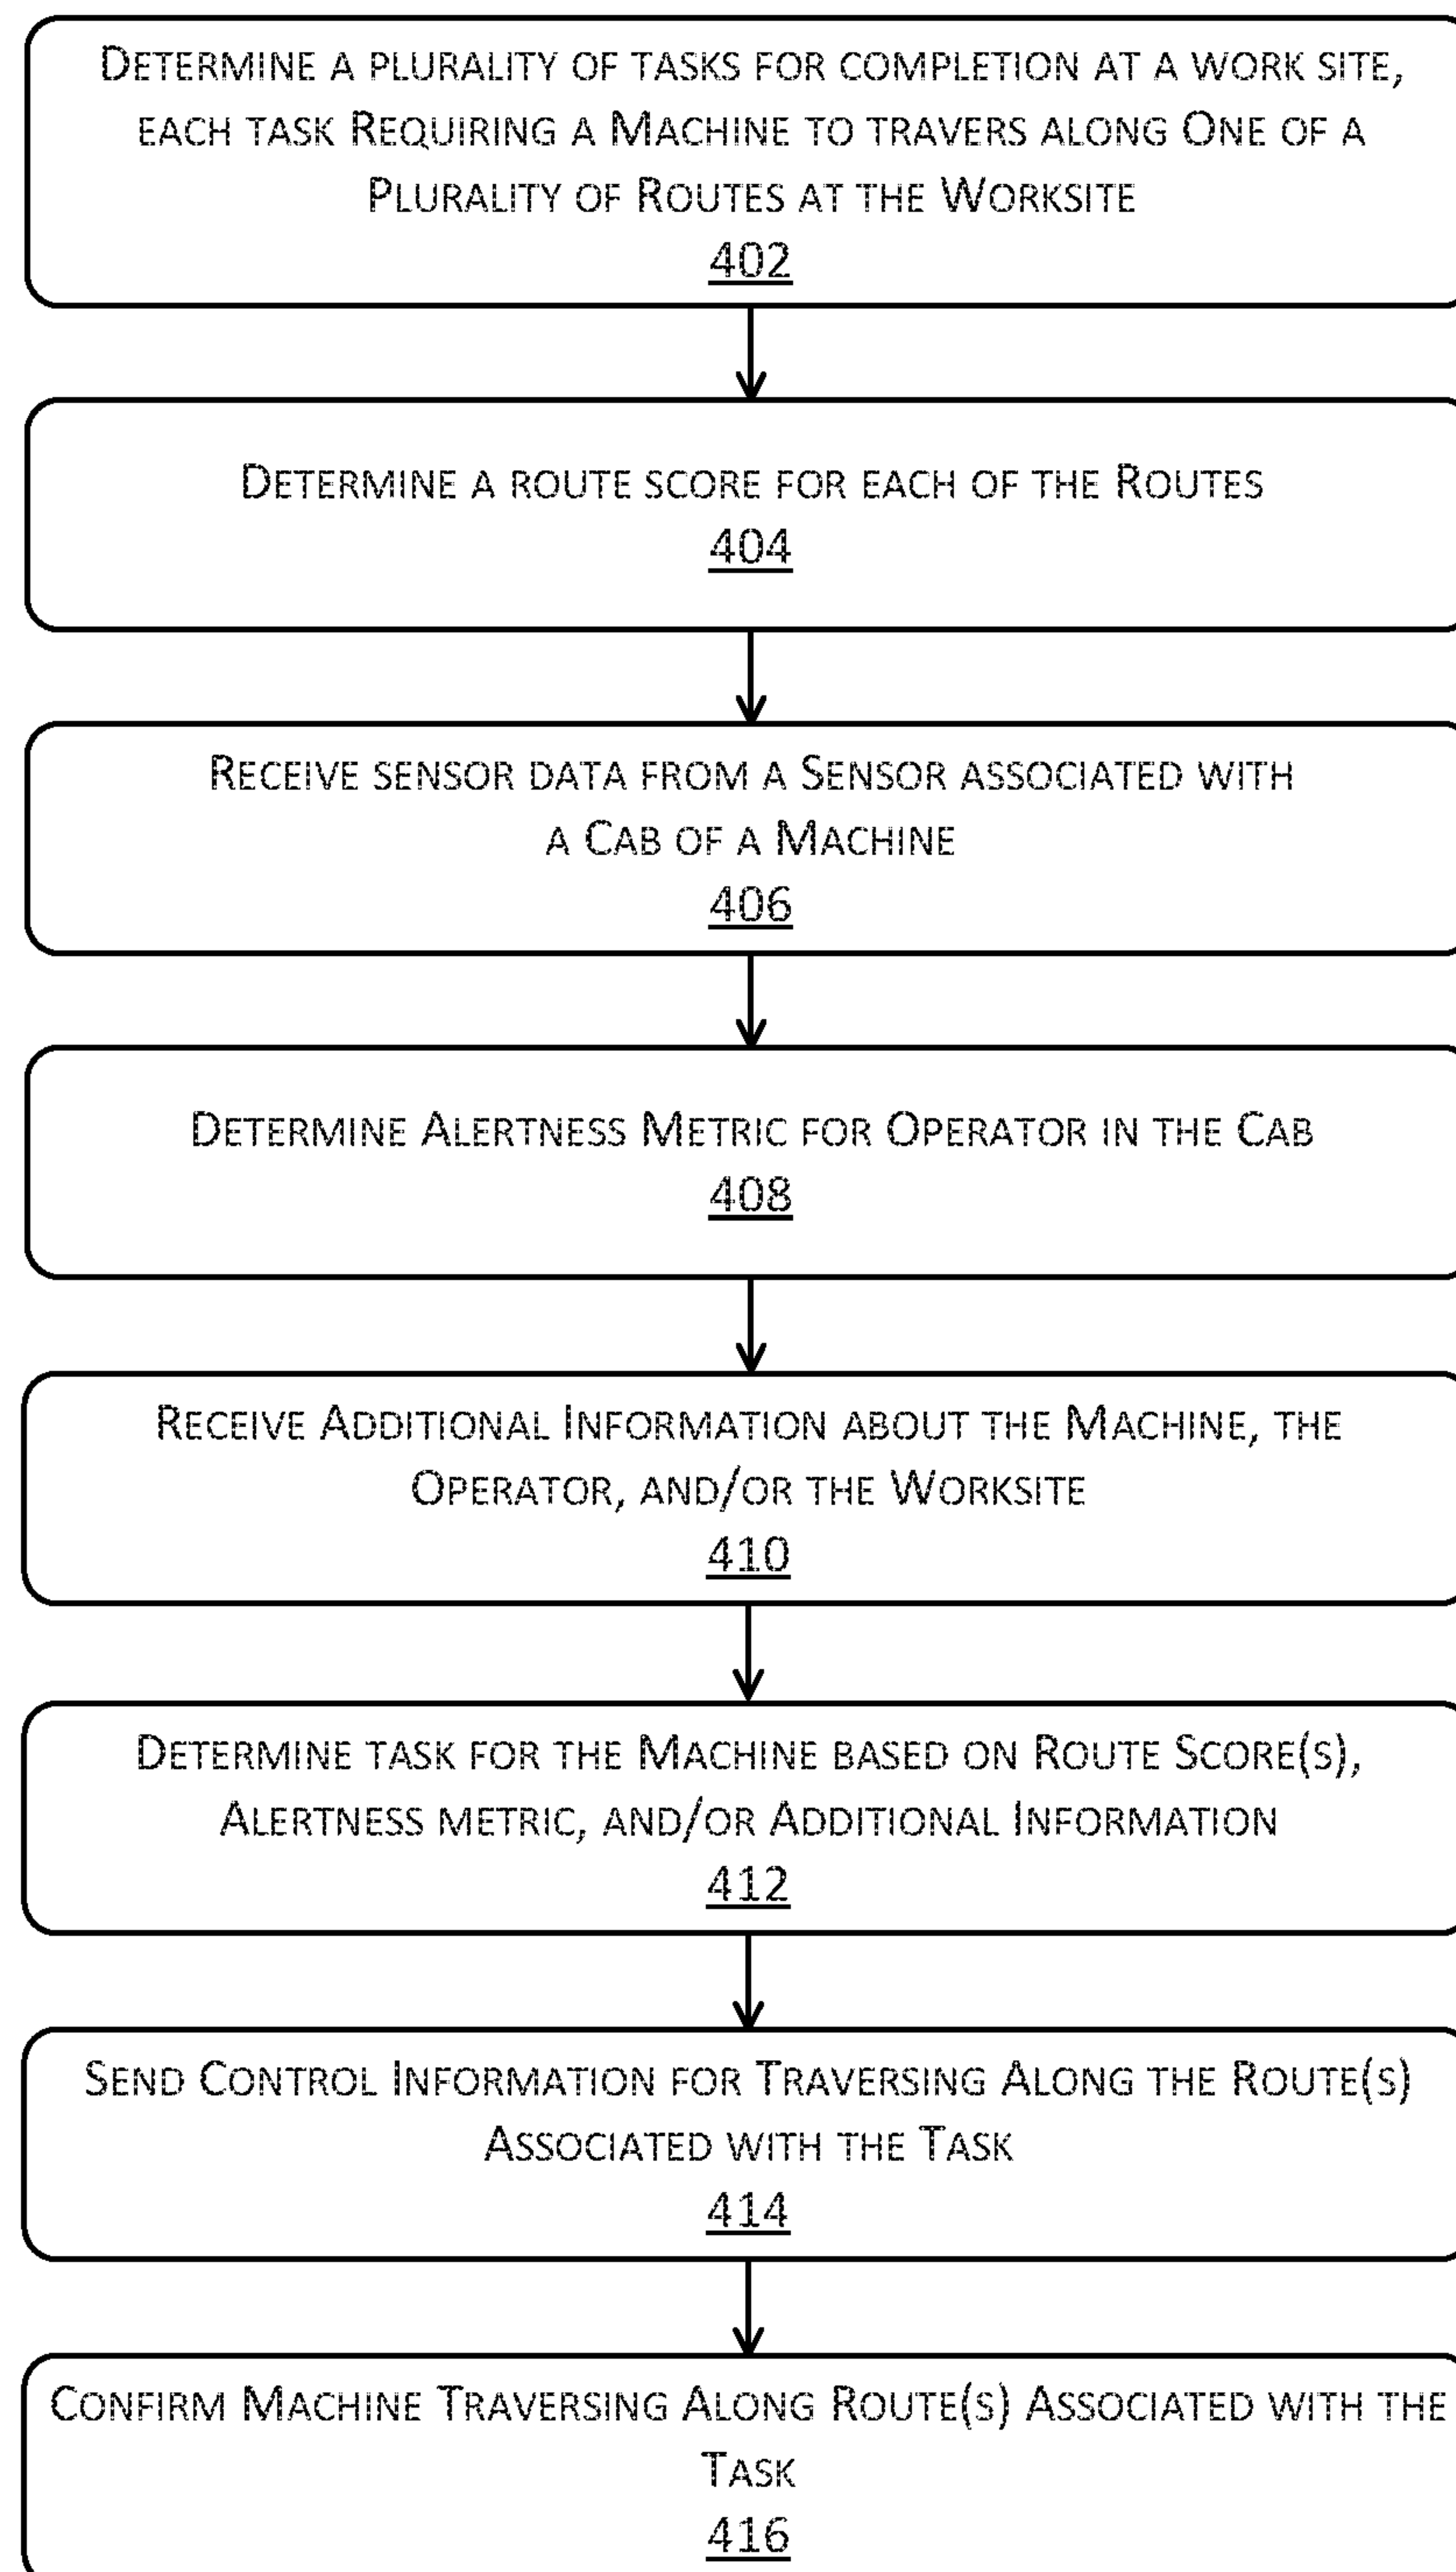 DETERMINE A PLURALITY OF TASKS FOR COMPLETION AT A WORK SITE,
EACH TASK REQUIRING A MACHINE TO TRAVERS ALONG ONE OF A
PLURALITY OF ROUTES AT THE WORKSITE
402
DETERMINE A ROUTE SCORE FOR EACH OF THE ROUTES
404
RECEIVE SENSOR DATA FROM A SENSOR ASSOCIATED WITH
A CAB OF A MACHINE
406
DETERMINE ALERTNESS METRIC FOR OPERATOR IN THE CAB
408
RECEIVE ADDITIONAL INFORMATION ABOUT THE MACHINE, THE
OPERATOR, AND/OR THE WORKSITE
410
DETERMINE TASK FOR THE MACHINE BASED ON ROUTE SCORE(S),
ALERTNESS METRIC, AND/OR ADDITIONAL INFORMATION
412
SEND CONTROL INFORMATION FOR TRAVERSING ALONG THE ROUTE(S)
ASSOCIATED WITH THE TASK
414
CONFIRM MACHINE TRAVERSING ALONG ROUTE(S) ASSOCIATED WITH THE
TASK
416